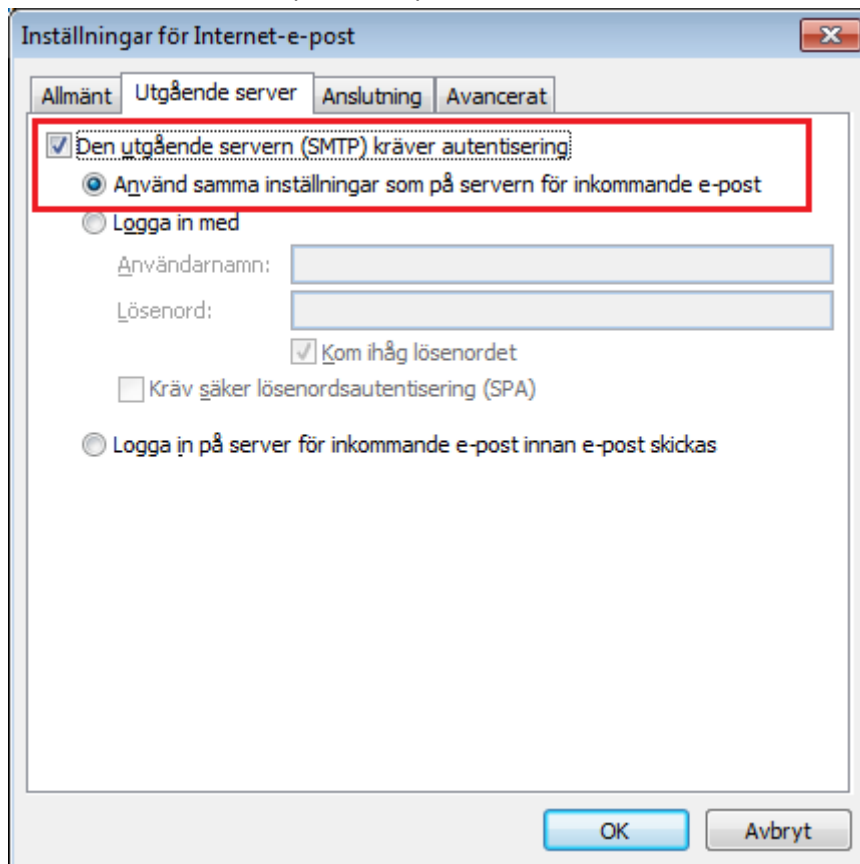 Inställningar för Internet-e-post
Allmänt Utgående server Anslutning Avancerat
Den utgående servern (SMTP) kräver autentisering
Använd samma inställningar som på servern för inkommande e-post
Logga in med
Användarnamn:
Lösenord:
Kom ihåg lösenordet
Kräv säker lösenordsautentisering (SPA)
Logga in på server för inkommande e-post innan e-post skickas
OK Avbryt